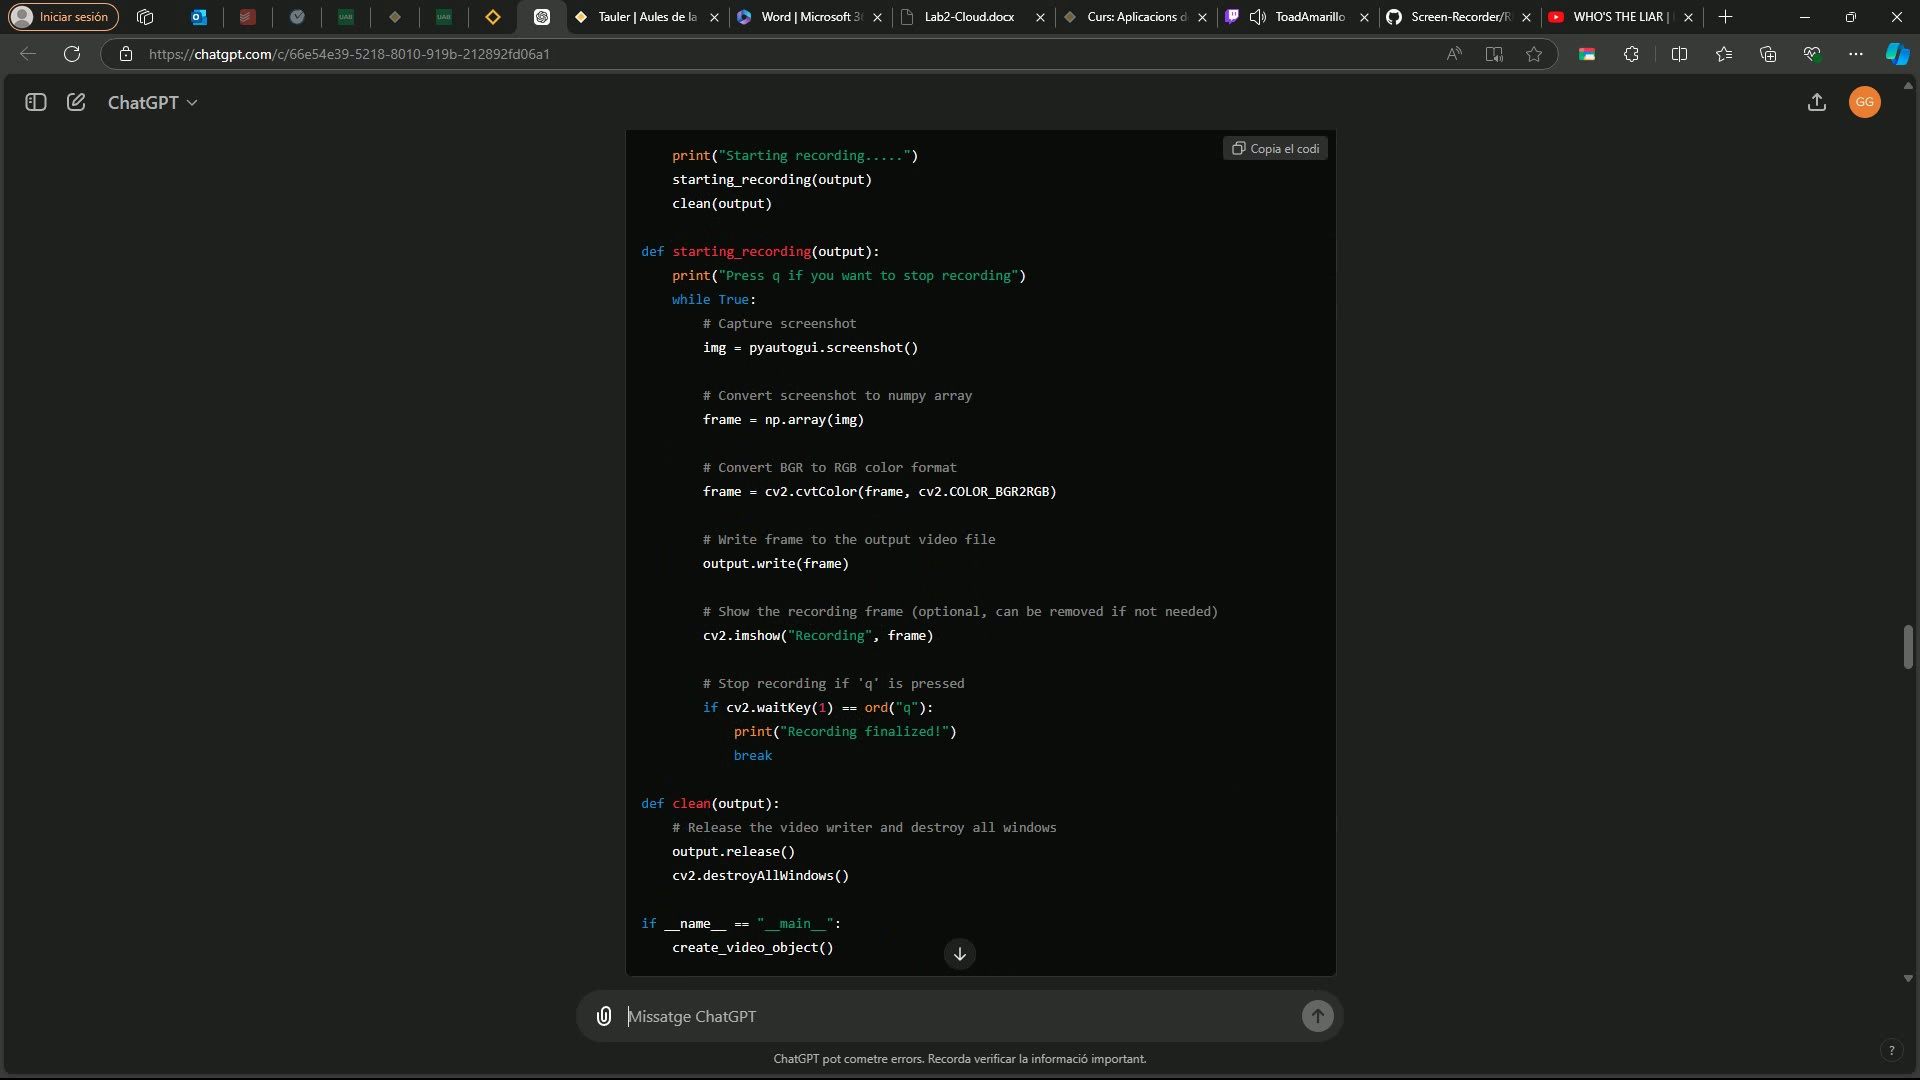 Iniciar sesión
UAB
UAB
Tauler | Aules de la
Word | Microsoft 3
Lab2-Cloud.docx
Curs: Aplicacions d
ToadAmarillo
Screen-Recorder/R
WHO'S THE LIAR |
https://chatgpt.com/c/66e54e39-5218-8010-919b-212892fd06a1
ChatGPT
GG
Copia el codi
print("Starting recording.....")
starting_recording(output)
clean(output)
def starting_recording(output):
print("Press q if you want to stop recording")
while True:
# Capture screenshot
img = pyautogui.screenshot()
# Convert screenshot to numpy array
frame = np.array(img)
# Convert BGR to RGB color format
frame = cv2.cvtColor(frame, cv2.COLOR_BGR2RGB)
# Write frame to the output video file
output.write(frame)
# Show the recording frame (optional, can be removed if not needed)
cv2.imshow("Recording", frame)
# Stop recording if 'q' is pressed
if cv2.waitKey(1) == ord("q"):
print("Recording finalized!")
break
def clean(output):
# Release the video writer and destroy all windows
output.release()
cv2.destroyAllWindows()
if __name__ == "__main__":
create_video_object()
Missatge ChatGPT
ChatGPT pot cometre errors. Recorda verificar la informació important.
?